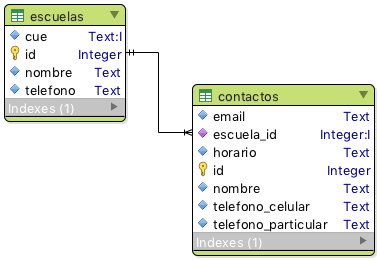 escuelas
cue Text:I
id Integer
nombre Text
telefono Text
Indexes (1)
contactos
email Text
escuela_id Integer:I
horario Text
id Integer
nombre Text
telefono_celular Text
telefono_particular Text
Indexes (1)